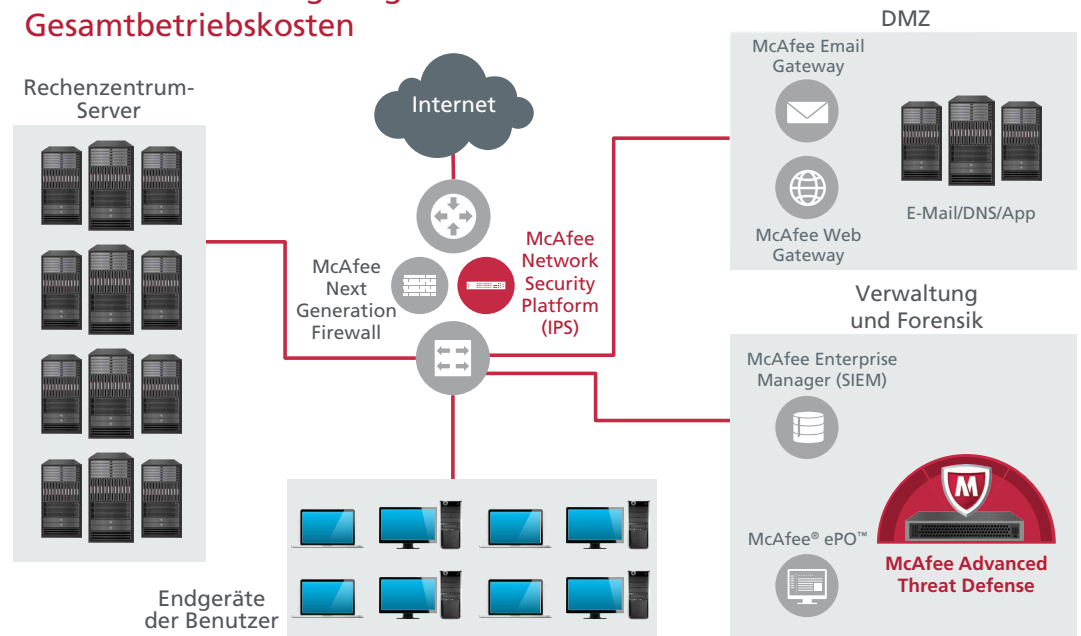 Gesamtbetriebskosten
DMZ
McAfee Email
Gateway
Rechenzentrum-
Server
Internet
E-Mail/DNS/App
McAfee Web
Gateway
McAfee
Next
Generation
Firewall
McAfee
Network
Security
Platform
(IPS)
Verwaltung
und Forensik
McAfee Enterprise
Manager (SIEM)
McAfee® ePO™
McAfee Advanced
Threat Defense
Endgeräte
der Benutzer